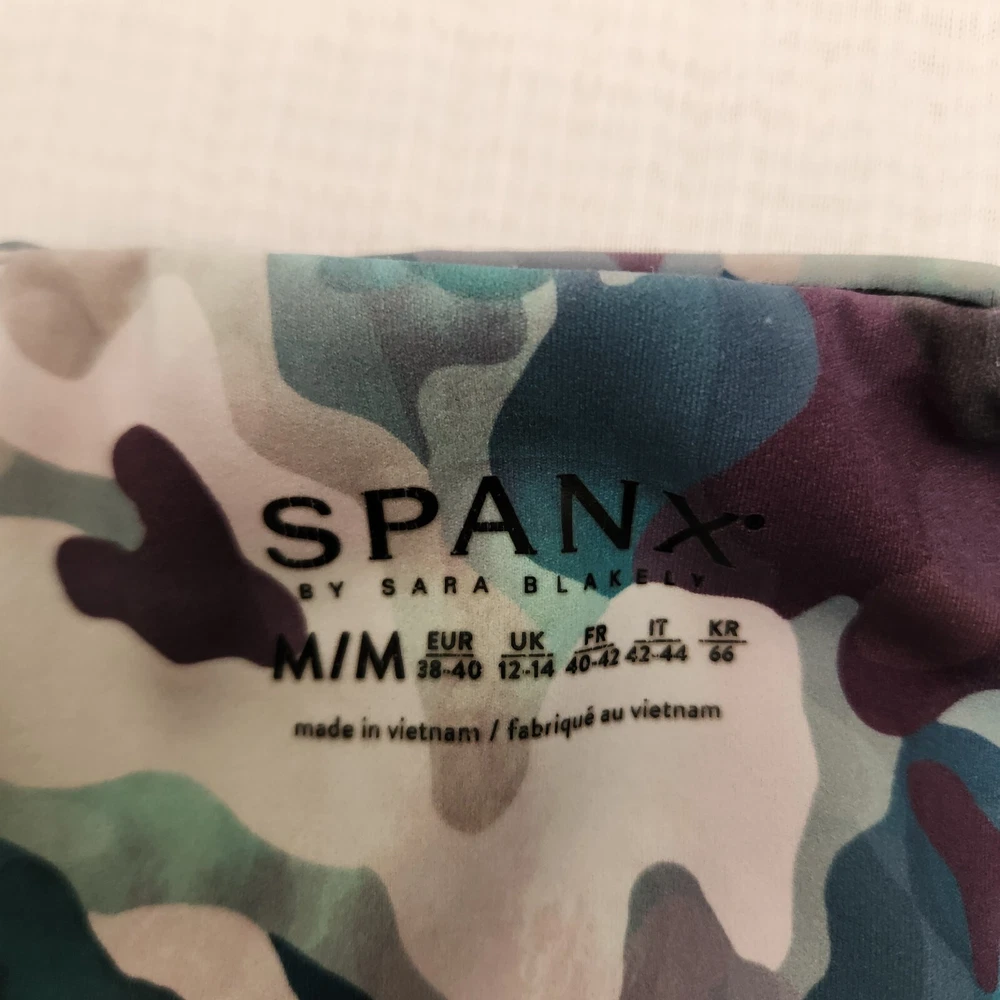 SPANX
BY SARA BLAKELY
M/M EUR 38-40 UK 12-14 FR 40-42 IT 42-44 KR 66
made in vietnam / fabriqué au vietnam